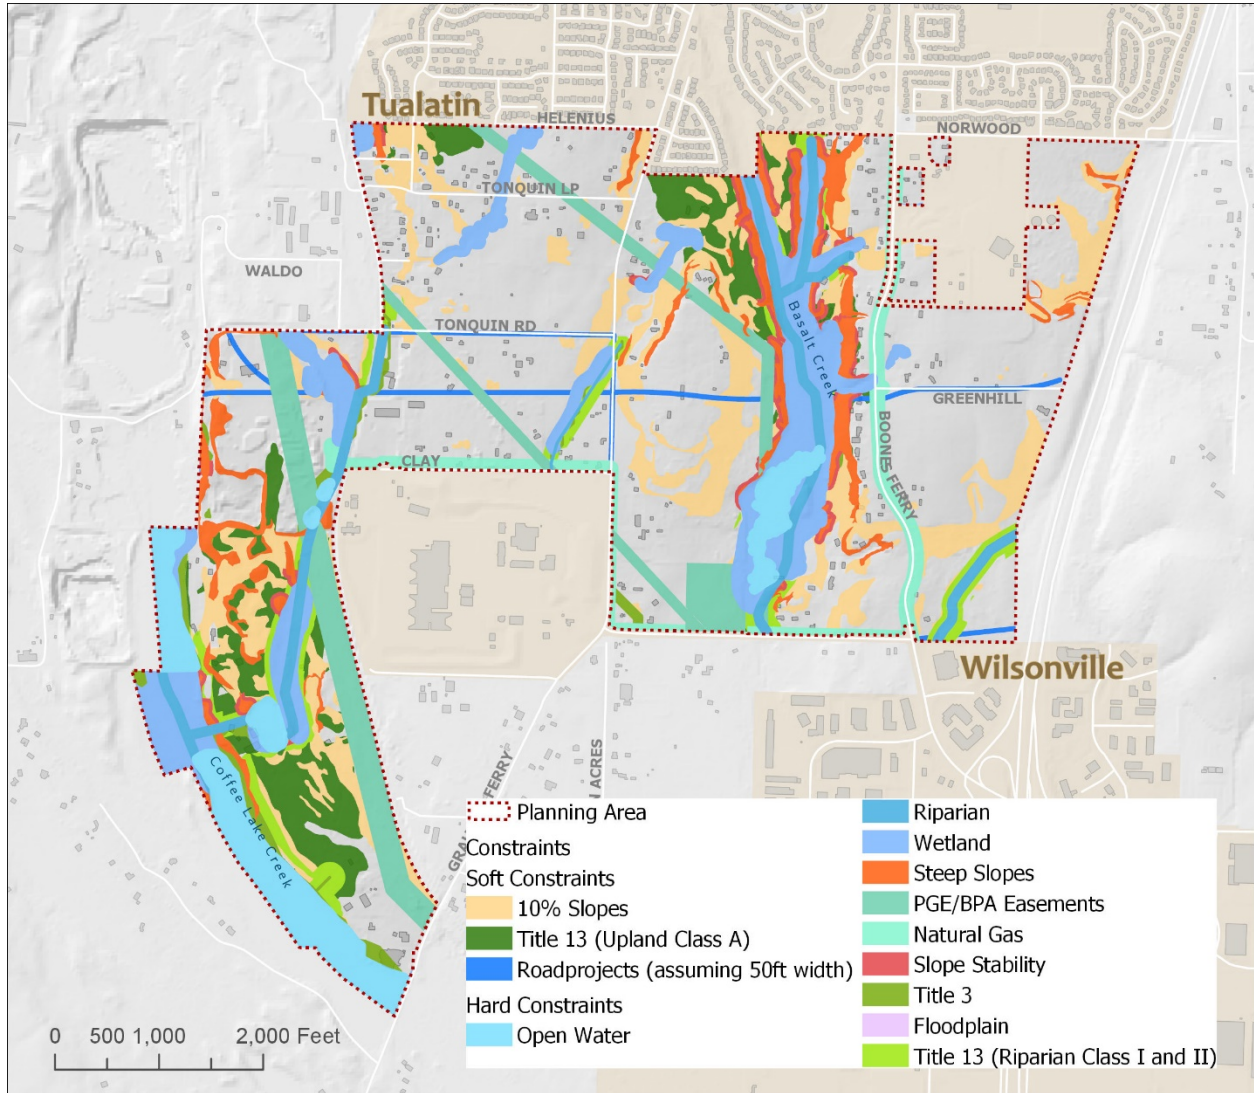 Tualatin
HELENIUS
NORWOOD
TONQUIN LP
WALDO
TONQUIN RD
Basalt Creek
GREENHILL
BOONES FERRY
CLAY
Wilsonville
Coffee Lake Creek
FERRY
ACRES
Planning Area
Constraints
Soft Constraints
10% Slopes
Title 13 (Upland Class A)
Roadprojects (assuming 50ft width)
Hard Constraints
Open Water
Riparian
Wetland
Steep Slopes
PGE/BPA Easements
Natural Gas
Slope Stability
Title 3
Floodplain
Title 13 (Riparian Class I and II)
0 500 1,000 2,000 Feet